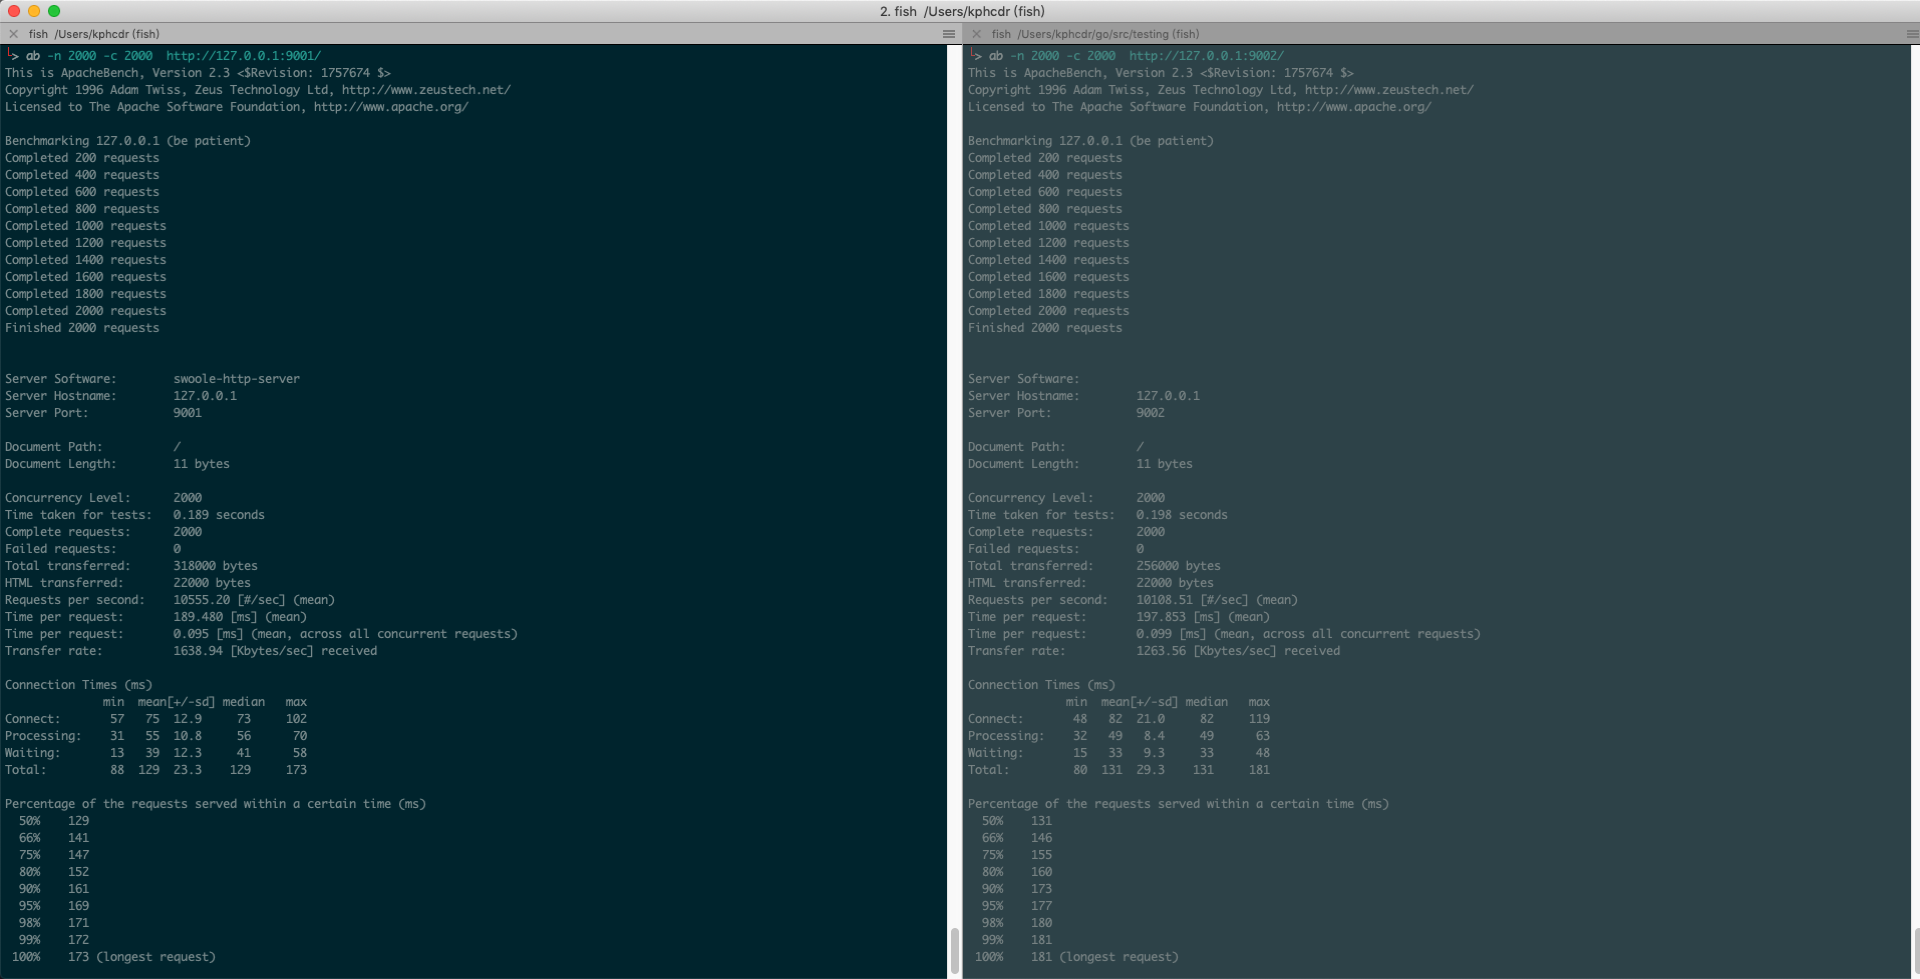 2. fish  /Users/kphcdr (fish)
fish  /Users/kphcdr (fish)
> ab -n 2000 -c 2000  http://127.0.0.1:9001/
This is ApacheBench, Version 2.3 <$Revision: 1757674 $>
Copyright 1996 Adam Twiss, Zeus Technology Ltd, http://www.zeustech.net/
Licensed to The Apache Software Foundation, http://www.apache.org/

Benchmarking 127.0.0.1 (be patient)
Completed 200 requests
Completed 400 requests
Completed 600 requests
Completed 800 requests
Completed 1000 requests
Completed 1200 requests
Completed 1400 requests
Completed 1600 requests
Completed 1800 requests
Completed 2000 requests
Finished 2000 requests

Server Software:        swoole-http-server
Server Hostname:        127.0.0.1
Server Port:            9001

Document Path:          /
Document Length:        11 bytes

Concurrency Level:      2000
Time taken for tests:   0.189 seconds
Complete requests:      2000
Failed requests:        0
Total transferred:      318000 bytes
HTML transferred:       22000 bytes
Requests per second:    10555.20 [#/sec] (mean)
Time per request:       189.480 [ms] (mean)
Time per request:       0.095 [ms] (mean, across all concurrent requests)
Transfer rate:          1638.94 [Kbytes/sec] received

Connection Times (ms)
              min  mean[+/-sd] median   max
Connect:       57   75  12.9     73     102
Processing:    31   55  10.8     56      70
Waiting:       13   39  12.3     41      58
Total:         88  129  23.3    129     173

Percentage of the requests served within a certain time (ms)
  50%    129
  66%    141
  75%    147
  80%    152
  90%    161
  95%    169
  98%    171
  99%    172
 100%    173 (longest request)
fish  /Users/kphcdr/go/src/testing (fish)
> ab -n 2000 -c 2000  http://127.0.0.1:9002/
This is ApacheBench, Version 2.3 <$Revision: 1757674 $>
Copyright 1996 Adam Twiss, Zeus Technology Ltd, http://www.zeustech.net/
Licensed to The Apache Software Foundation, http://www.apache.org/

Benchmarking 127.0.0.1 (be patient)
Completed 200 requests
Completed 400 requests
Completed 600 requests
Completed 800 requests
Completed 1000 requests
Completed 1200 requests
Completed 1400 requests
Completed 1600 requests
Completed 1800 requests
Completed 2000 requests
Finished 2000 requests

Server Software:
Server Hostname:        127.0.0.1
Server Port:            9002

Document Path:          /
Document Length:        11 bytes

Concurrency Level:      2000
Time taken for tests:   0.198 seconds
Complete requests:      2000
Failed requests:        0
Total transferred:      256000 bytes
HTML transferred:       22000 bytes
Requests per second:    10108.51 [#/sec] (mean)
Time per request:       197.853 [ms] (mean)
Time per request:       0.099 [ms] (mean, across all concurrent requests)
Transfer rate:          1263.56 [Kbytes/sec] received

Connection Times (ms)
              min  mean[+/-sd] median   max
Connect:       48   82  21.0     82     119
Processing:    32   49   8.4     49      63
Waiting:       15   33   9.3     33      48
Total:         80  131  29.3    131     181

Percentage of the requests served within a certain time (ms)
  50%    131
  66%    146
  75%    155
  80%    160
  90%    173
  95%    177
  98%    180
  99%    181
 100%    181 (longest request)